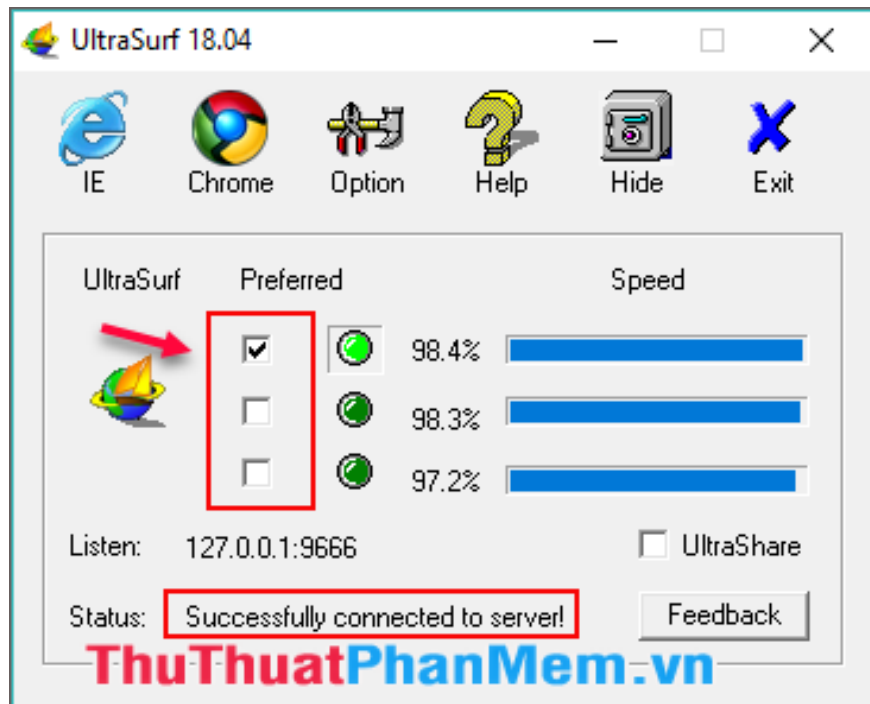 UltraSurf 18.04
IE Chrome Option Help Hide Exit
UltraSurf Preferred Speed
98.4%
98.3%
97.2%
Listen: 127.0.0.1:9666 UltraShare
Status: Successfully connected to server! Feedback
ThuThuatPhanMem.vn